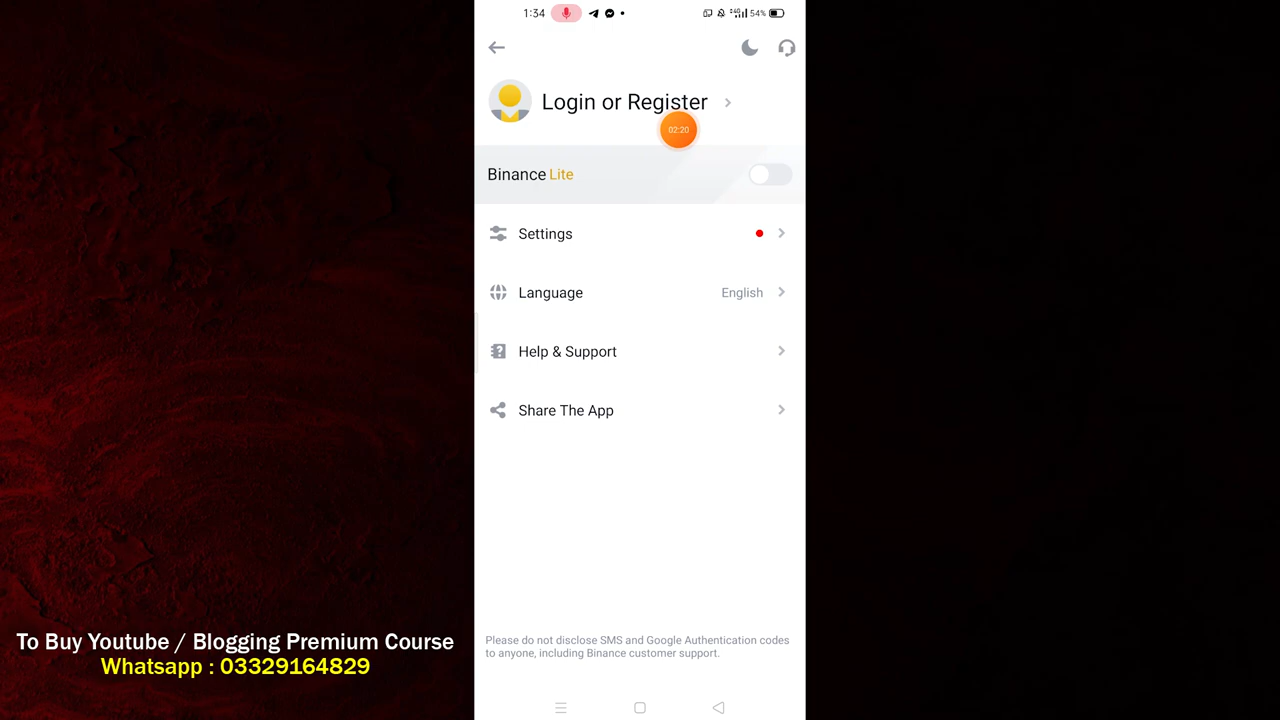 1:34
54%
Login or Register
02:20
Binance Lite
Settings
Language English
Help & Support
Share The App
Please do not disclose SMS and Google Authentication codes
to anyone, including Binance customer support.
To Buy Youtube / Blogging Premium Course
Whatsapp : 03329164829